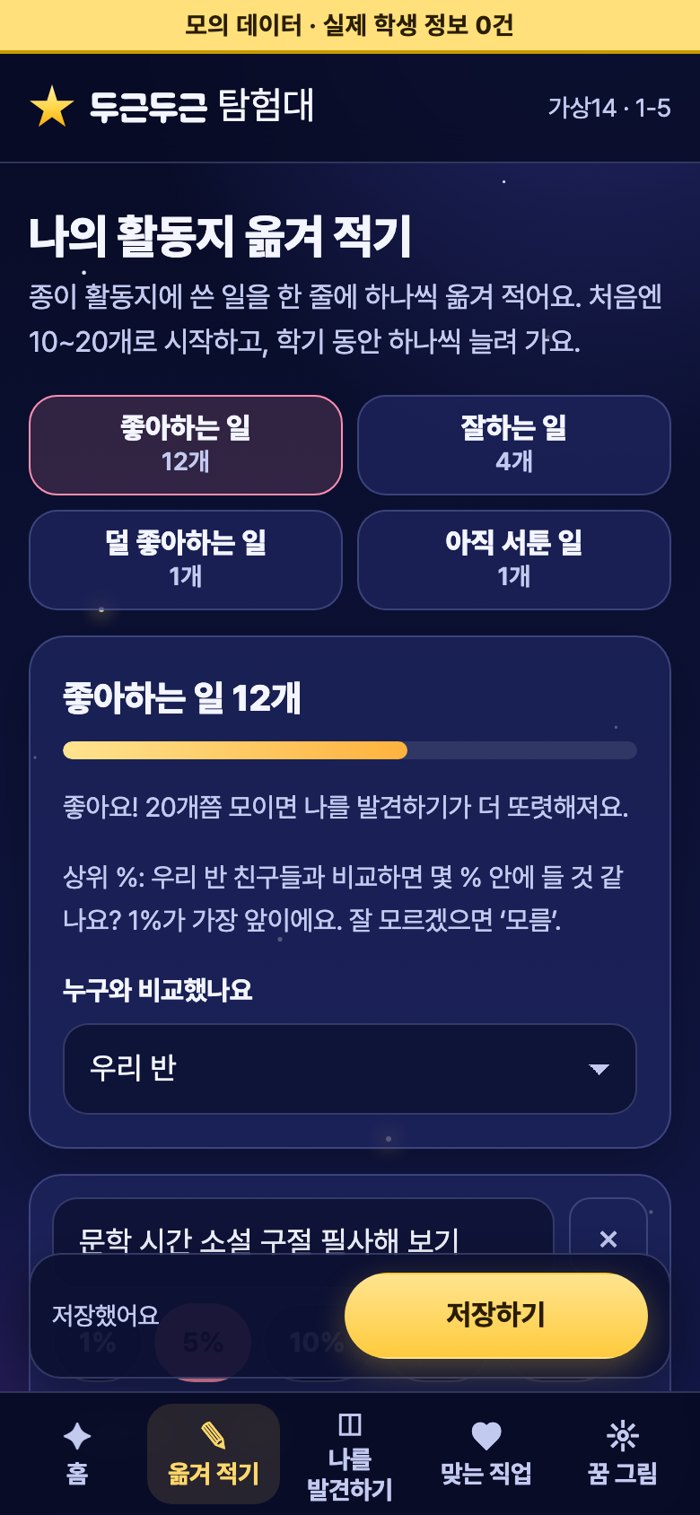 모의 데이터 · 실제 학생 정보 0건
두근두근 탐험대
가상14 · 1-5
나의 활동지 옮겨 적기
종이 활동지에 쓴 일을 한 줄에 하나씩 옮겨 적어요. 처음엔
10~20개로 시작하고, 학기 동안 하나씩 늘려 가요.
좋아하는 일
12개
잘하는 일
4개
덜 좋아하는 일
1개
아직 서툰 일
1개
좋아하는 일 12개
좋아요! 20개쯤 모이면 나를 발견하기가 더 또렷해져요.
상위 %: 우리 반 친구들과 비교하면 몇 % 안에 들 것 같
나요? 1%가 가장 앞이에요. 잘 모르겠으면 ‘모름’.
누구와 비교했나요
우리 반
문학 시간 소설 구절 필사해 보기
×
1%
5%
10%
저장했어요
저장하기
홈
옮겨 적기
나를
발견하기
맞는 직업
꿈 그림